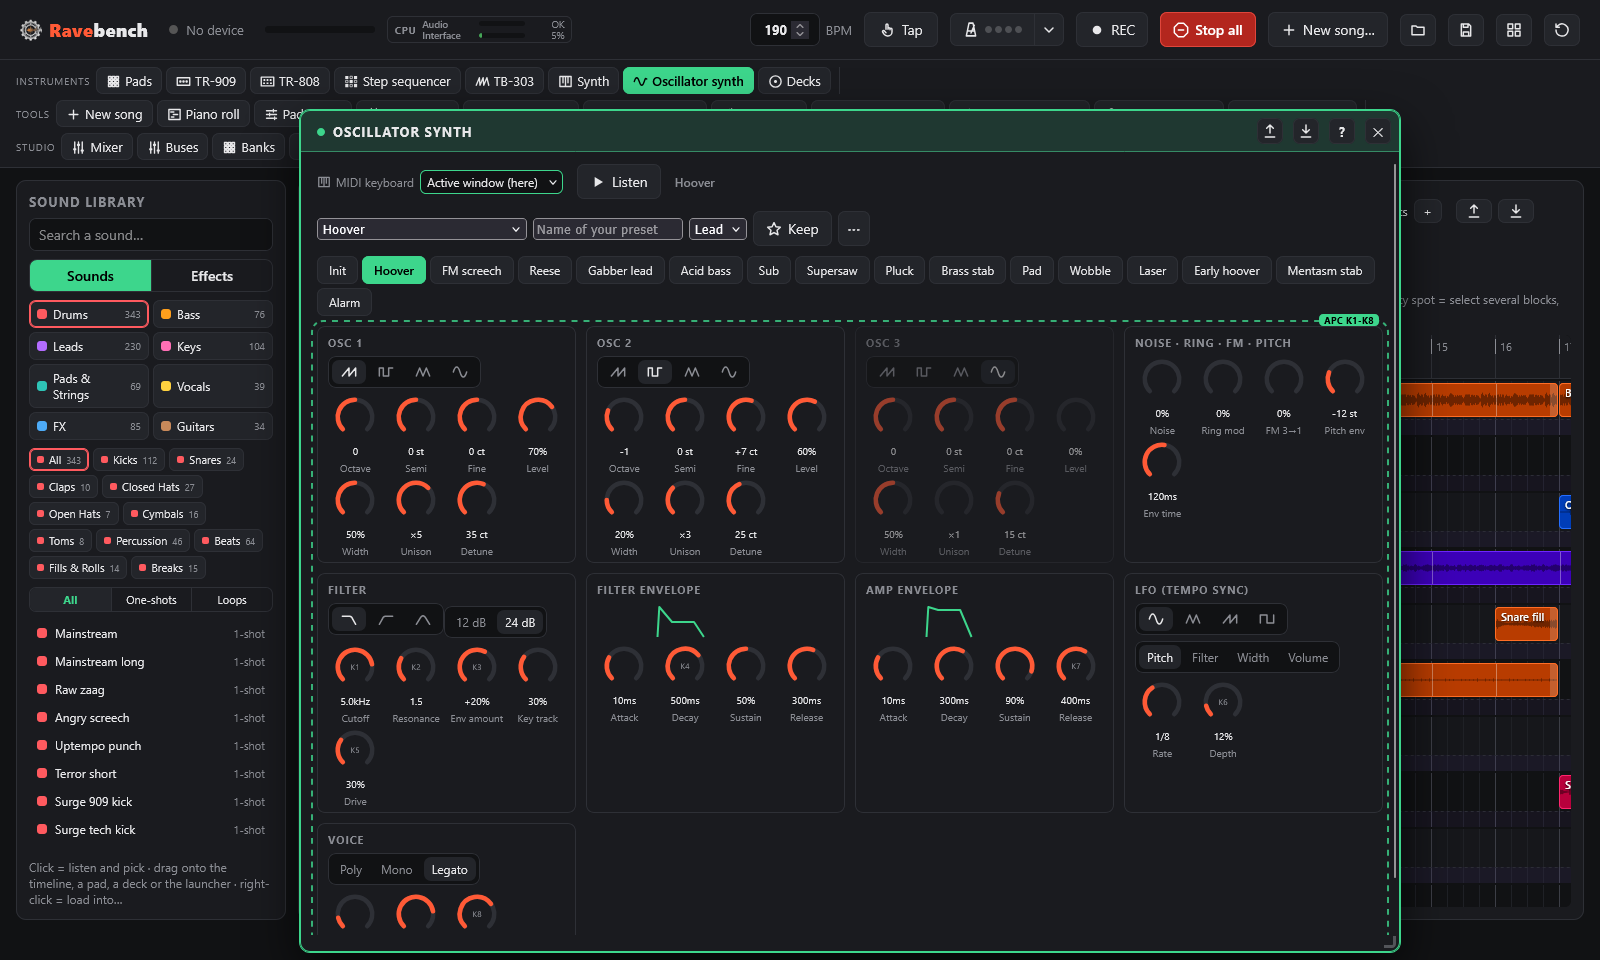 Ravebench
No device
CPU Audio Interface OK 5%
190 BPM
Tap
REC
Stop all
New song...
INSTRUMENTS Pads TR-909 TR-808 Step sequencer TB-303 Synth Oscillator synth Decks
TOOLS New song Piano roll
STUDIO Mixer Buses Banks
SOUND LIBRARY
Search a sound...
Sounds Effects
Drums 343 Bass 76
Leads 230 Keys 104
Pads & Strings 69 Vocals 39
FX 85 Guitars 34
All 343 Kicks 112 Snares 24
Claps 10 Closed Hats 27
Open Hats 7 Cymbals 16
Toms 8 Percussion 46 Beats 64
Fills & Rolls 14 Breaks 15
All One-shots Loops
Mainstream 1-shot
Mainstream long 1-shot
Raw zaag 1-shot
Angry screech 1-shot
Uptempo punch 1-shot
Terror short 1-shot
Surge 909 kick 1-shot
Surge tech kick 1-shot
Click = listen and pick · drag onto the
timeline, a pad, a deck or the launcher · right-
click = load into...
OSCILLATOR SYNTH ?
MIDI keyboard Active window (here) Listen Hoover
Hoover Name of your preset Lead Keep ...
Init Hoover FM screech Reese Gabber lead Acid bass Sub Supersaw Pluck Brass stab Pad Wobble Laser Early hoover Mentasm stab
Alarm
APC K1-K8
OSC 1
0 0 st 0 ct 70%
Octave Semi Fine Level
50% ×5 35 ct
Width Unison Detune
OSC 2
-1 0 st +7 ct 60%
Octave Semi Fine Level
20% ×3 25 ct
Width Unison Detune
OSC 3
0 0 st 0 ct 0%
Octave Semi Fine Level
50% ×1 15 ct
Width Unison Detune
NOISE · RING · FM · PITCH
0% 0% 0% -12 st
Noise Ring mod FM 3→1 Pitch env
120ms
Env time
FILTER
12 dB 24 dB
K1 K2 K3
5.0kHz 1.5 +20% 30%
Cutoff Resonance Env amount Key track
K5
30%
Drive
FILTER ENVELOPE
K4
10ms 500ms 50% 300ms
Attack Decay Sustain Release
AMP ENVELOPE
K7
10ms 300ms 90% 400ms
Attack Decay Sustain Release
LFO (TEMPO SYNC)
Pitch Filter Width Volume
K6
1/8 12%
Rate Depth
VOICE
Poly Mono Legato
K8
spot = select several blocks,
15 16
Snare fill